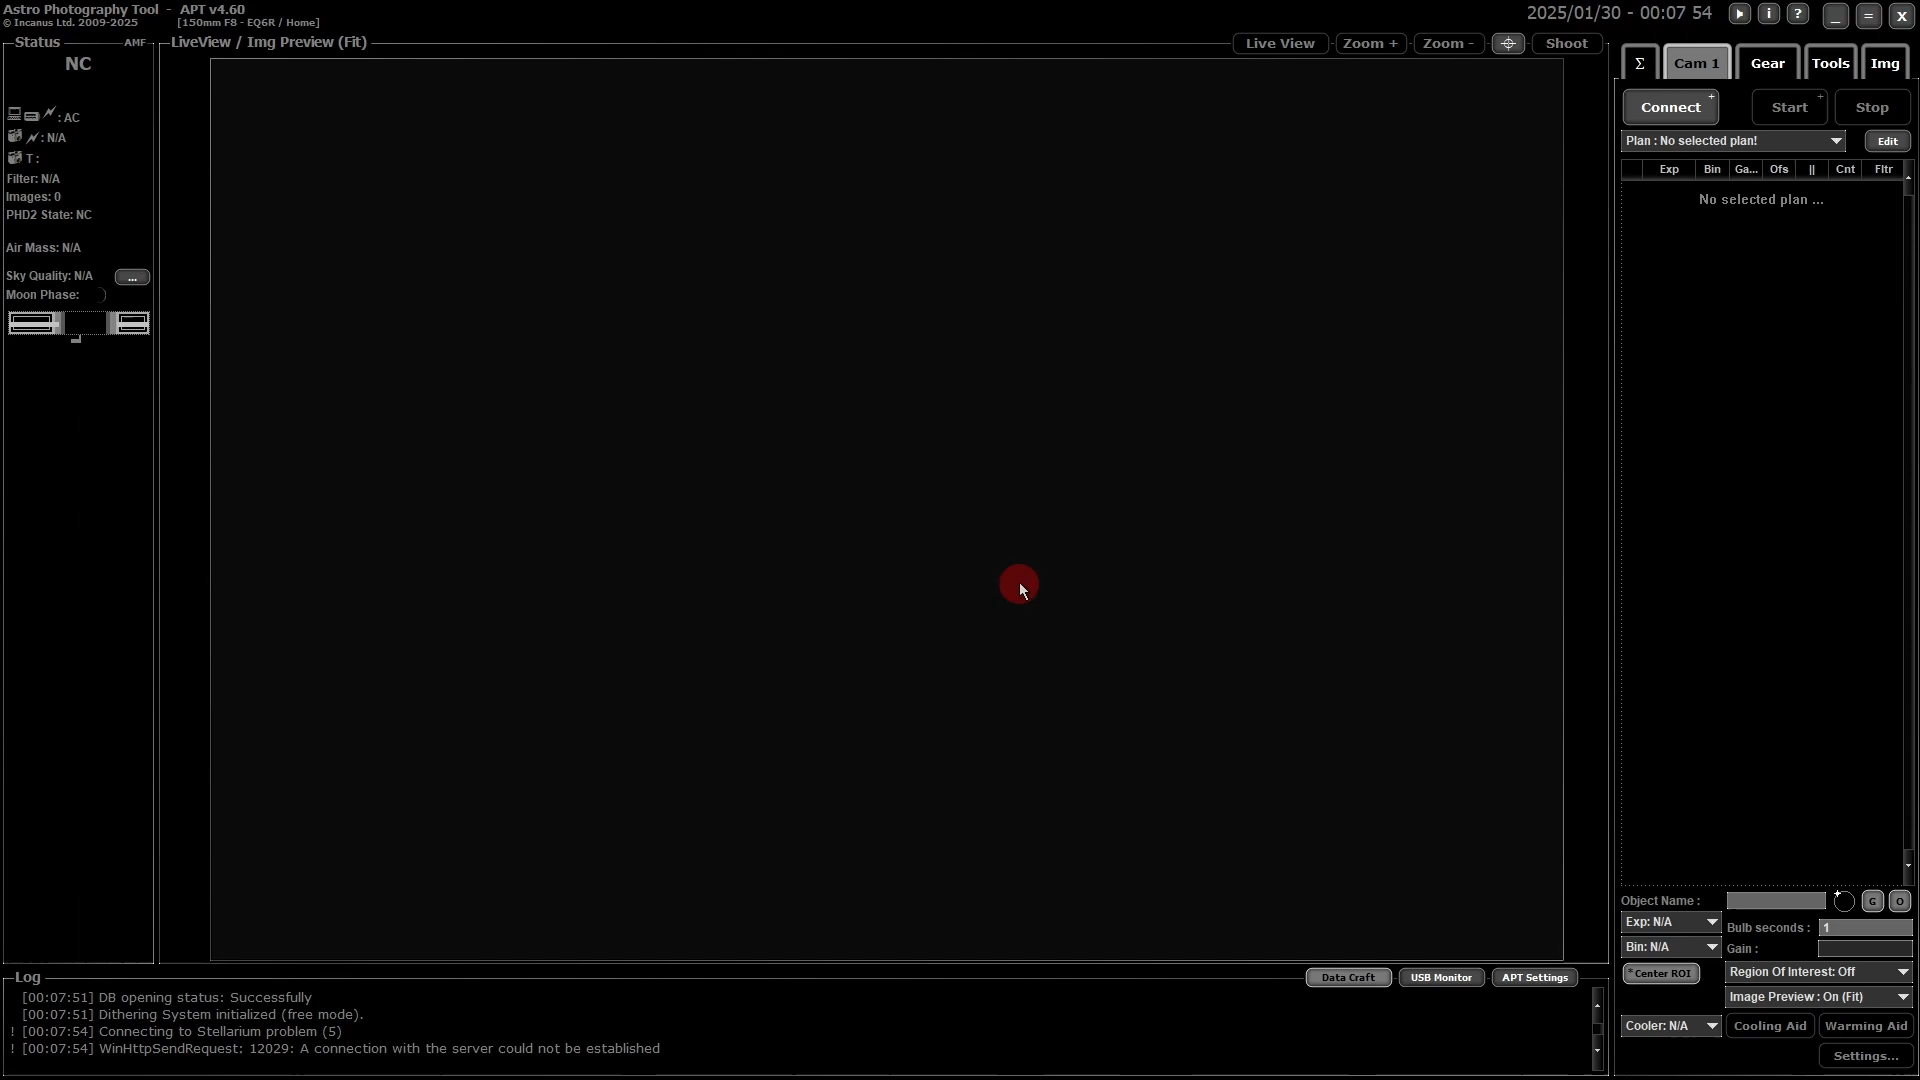 Astro Photography Tool - APT v4.60
© Incanus Ltd. 2009-2025 [150mm F8 - EQ6R / Home]
2025/01/30 - 00:07 54
i
?
_
=
X
Status
AMF
NC
: AC
: N/A
T :
Filter: N/A
Images: 0
PHD2 State: NC
Air Mass: N/A
Sky Quality: N/A
...
Moon Phase:
LiveView / Img Preview (Fit)
Live View
Zoom +
Zoom -
Shoot
Σ
Cam 1
Gear
Tools
Img
Connect +
Start +
Stop
Plan : No selected plan!
Edit
Exp Bin Ga... Ofs || Cnt Fltr
No selected plan ...
Object Name :
G
O
Exp: N/A
Bulb seconds : 1
Bin: N/A
Gain :
*Center ROI
Region Of Interest: Off
Image Preview : On (Fit)
Cooler: N/A
Cooling Aid
Warming Aid
Settings...
Log
Data Craft
USB Monitor
APT Settings
[00:07:51] DB opening status: Successfully
[00:07:51] Dithering System initialized (free mode).
! [00:07:54] Connecting to Stellarium problem (5)
! [00:07:54] WinHttpSendRequest: 12029: A connection with the server could not be established